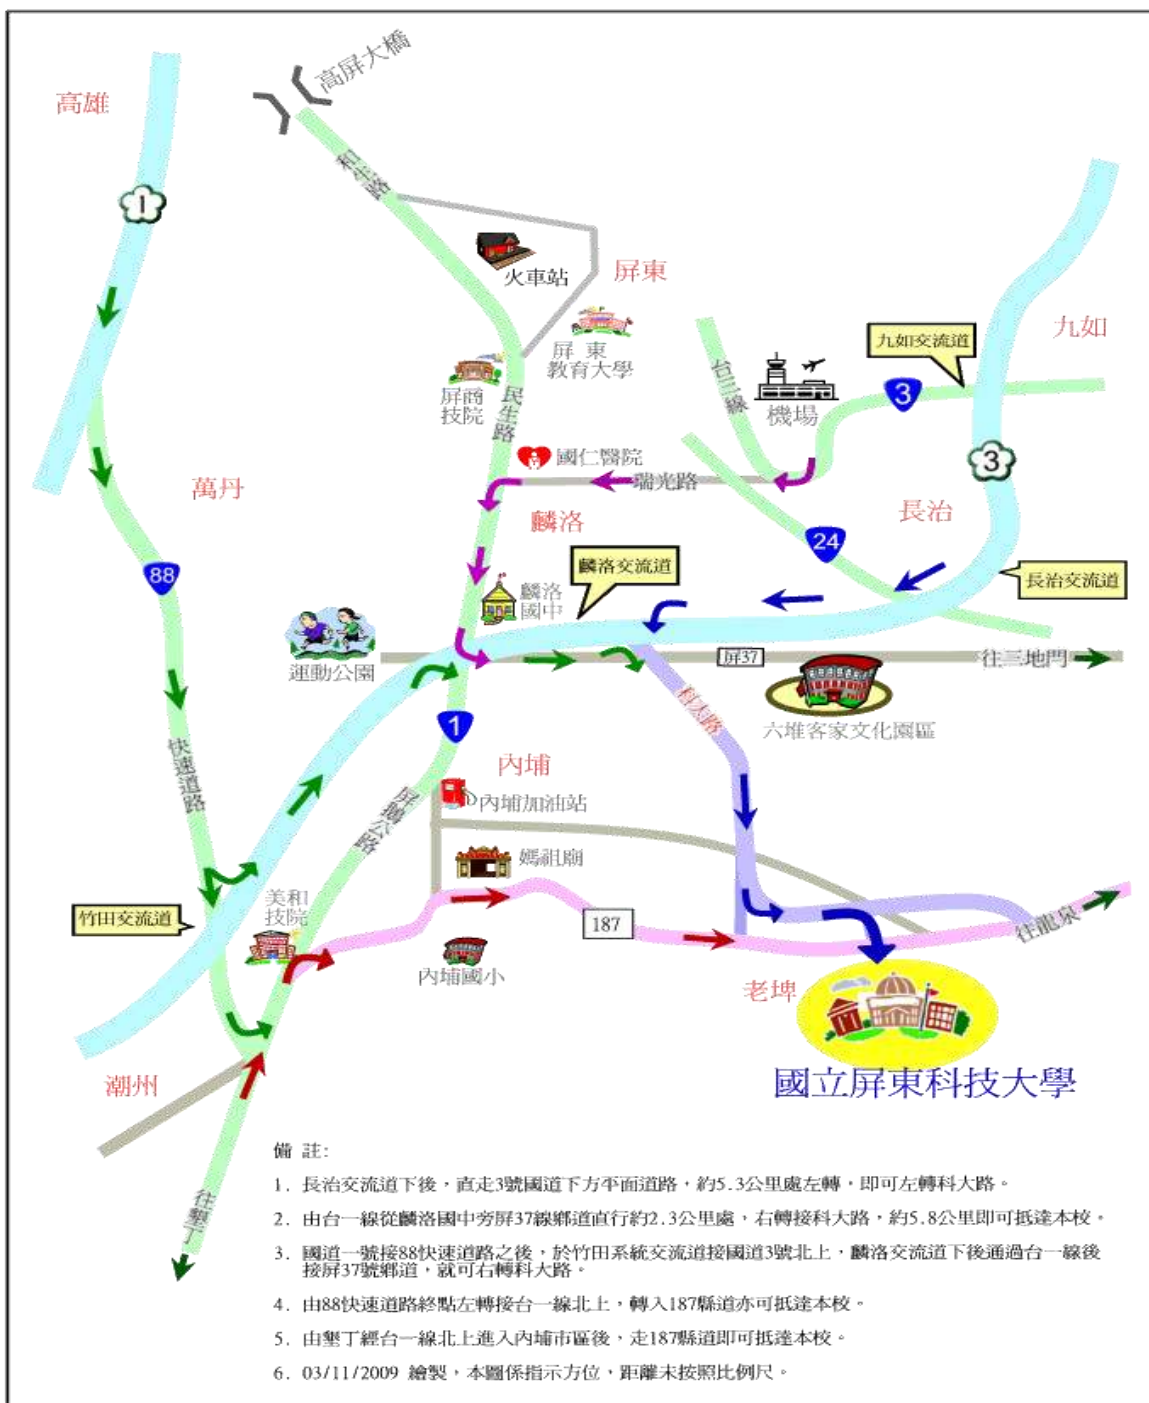 高屏大橋
高雄
1
和生路
火車站
屏東
九如
九如交流道
屏東
教育大學
屏商
技院
民生路
台三線
機場
3
3
國仁醫院
瑞光路
萬丹
麟洛
長治
24
88
麟洛交流道
長治交流道
麟洛
國中
運動公園
屏37
往三地門
科大路
六堆客家文化園區
1
快速道路
屏鵝公路
內埔
內埔加油站
媽祖廟
美和
技院
竹田交流道
187
往龍泉
內埔國小
老埤
國立屏東科技大學
潮州
往墾丁
備 註:
1. 長治交流道下後，直走3號國道下方平面道路，約5.3公里處左轉，即可左轉科大路。
2. 由台一線從麟洛國中旁屏37線鄉道直行約2.3公里處，右轉接科大路，約5.8公里即可抵達本校。
3. 國道一號接88快速道路之後，於竹田系統交流道接國道3號北上，麟洛交流道下後通過台一線後
接屏37號鄉道，就可右轉科大路。
4. 由88快速道路終點左轉接台一線北上，轉入187縣道亦可抵達本校。
5. 由墾丁經台一線北上進入內埔市區後，走187縣道即可抵達本校。
6. 03/11/2009 繪製，本圖係指示方位，距離未按照比例尺。